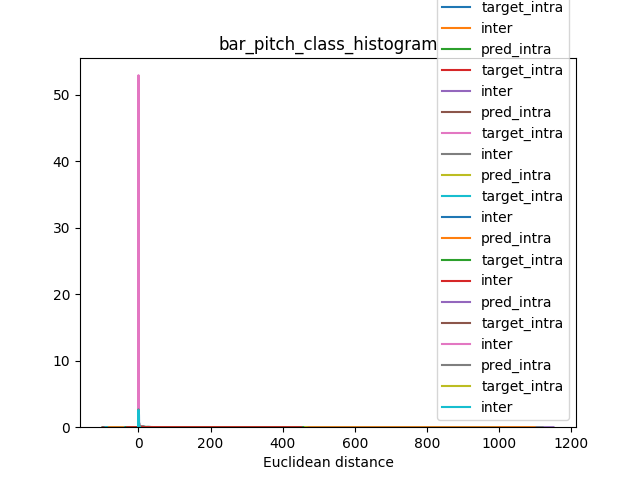 target_intra
bar_pitch_class_histogram
inter
pred_intra
target_intra
inter
pred_intra
target_intra
inter
pred_intra
target_intra
inter
pred_intra
target_intra
inter
pred_intra
target_intra
inter
pred_intra
target_intra
inter
50
40
30
20
10
0
0 200 400 600 800 1000 1200
Euclidean distance